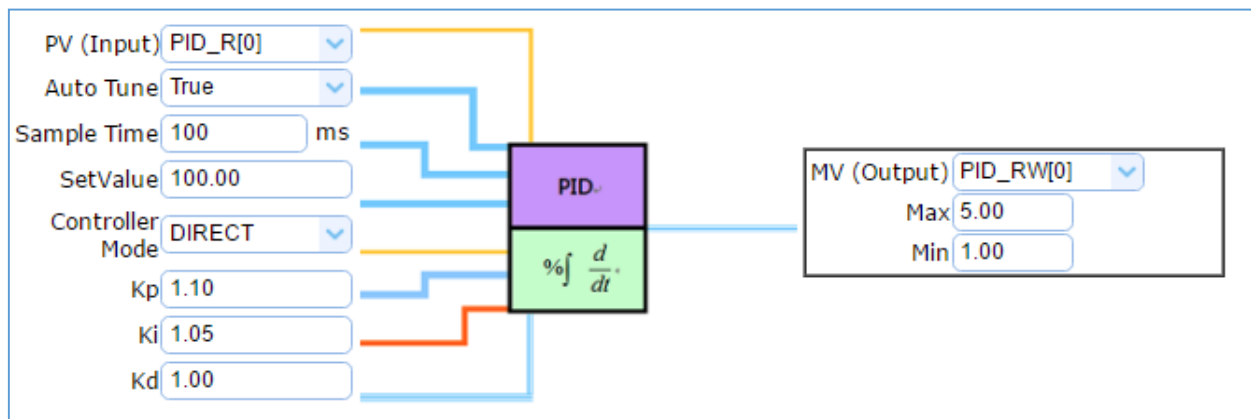 PV (Input) PID_R[0]
Auto Tune True
Sample Time 100 ms
SetValue 100.00
Controller
Mode DIRECT
Kp 1.10
Ki 1.05
Kd 1.00
PID
%∫ d
dt
MV (Output) PID_RW[0]
Max 5.00
Min 1.00